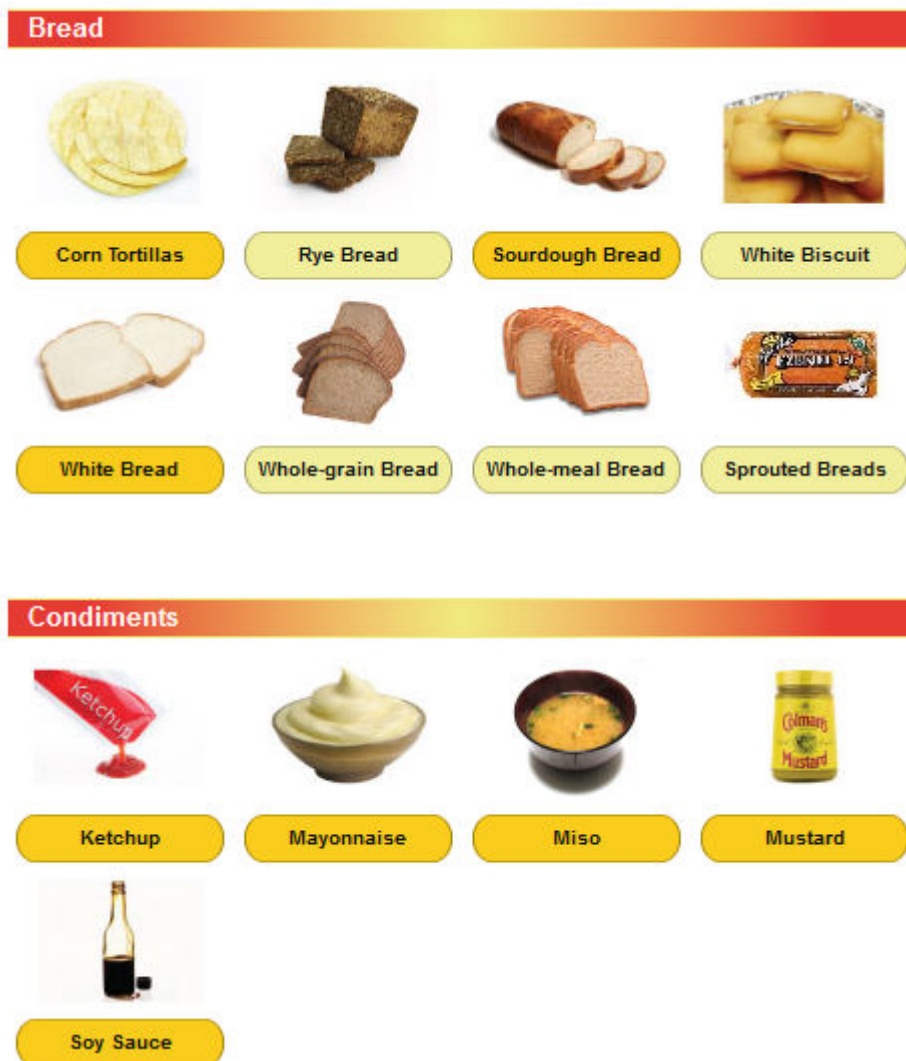 Bread
Corn Tortillas
Rye Bread
Sourdough Bread
White Biscuit
White Bread
Whole-grain Bread
Whole-meal Bread
Sprouted Breads
Condiments
Ketchup
Colman's
Mustard
Ketchup
Mayonnaise
Miso
Mustard
Soy Sauce